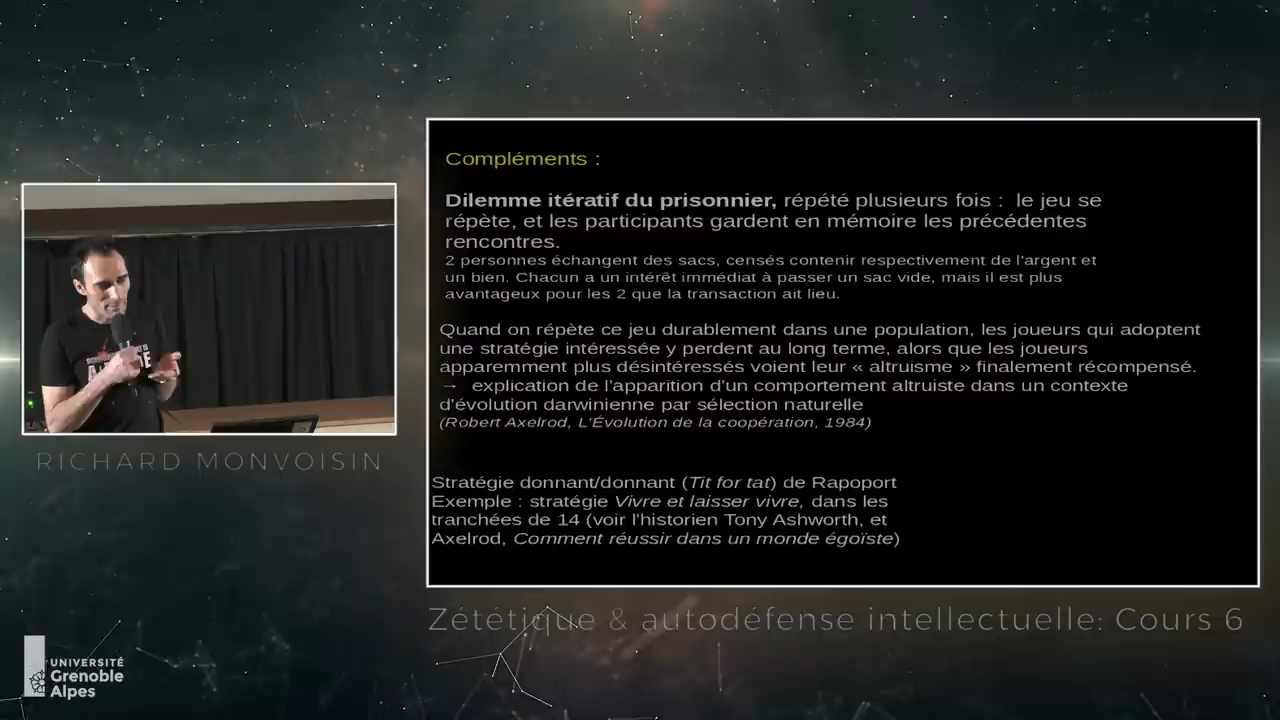 Compléments :
Dilemme itératif du prisonnier, répété plusieurs fois : le jeu se
répète, et les participants gardent en mémoire les précédentes
rencontres.
2 personnes échangent des sacs, censés contenir respectivement de l'argent et
un bien. Chacun a un intérêt immédiat à passer un sac vide, mais il est plus
avantageux pour les 2 que la transaction ait lieu.
Quand on répète ce jeu durablement dans une population, les joueurs qui adoptent
une stratégie intéressée y perdent au long terme, alors que les joueurs
apparemment plus désintéressés voient leur « altruisme » finalement récompensé.
→ explication de l'apparition d'un comportement altruiste dans un contexte
d'évolution darwinienne par sélection naturelle
(Robert Axelrod, L'Évolution de la coopération, 1984)
Stratégie donnant/donnant (Tit for tat) de Rapoport
Exemple : stratégie Vivre et laisser vivre, dans les
tranchées de 14 (voir l'historien Tony Ashworth, et
Axelrod, Comment réussir dans un monde égoïste)
RICHARD MONVOISIN
Zététique & autodéfense intellectuelle: Cours 6
UNIVERSITÉ
Grenoble
Alpes